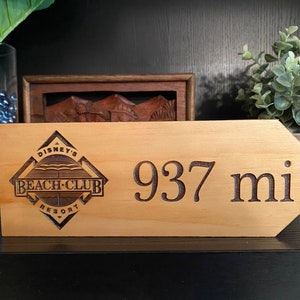 DISNEY'S
BEACH·CLUB
RESORT
937 mi